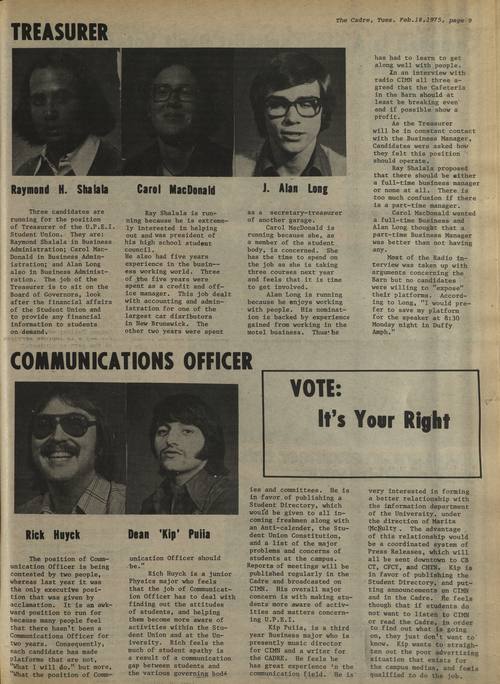 The Cadre, Tues. Feb.18,1975, page 9
TREASURER
Raymond H. Shalala
Carol MacDonald
J. Alan Long
Three candidates are
running for the position
of Treasurer of the U.P.E.I.
Student Union. They are:
Raymond Shalala in Business
Administration; Carol Mac-
Donald in Business Admin-
istration; and Alan Long
also in Business Administ-
ration. The job of the
Treasurer is to sit on the
Board of Governors, look
after the financial affairs
of the Student Union and
to provide any financial
information to students
on demand.
Ray Shalala is run-
ning because he is extreme-
ly interested in helping
out and was president of
his high school student
council.
He also had five years
experience in the busin-
ess working world. Three
of the five years were
spent as a credit and off-
ice manager. This job dealt
with accounting and admin-
istration for one of the
largest car distributors
in New Brunswick. The
other two years were spent
as a secretary-treasurer
of another garage.
Carol MacDonald is
running because she, as
a member of the student
body, is concerned. She
has the time to spend on
the job as she is taking
three courses next year
and feels that it is time
to get involved.
Alan Long is running
because he enjoys working
with people. His nominat-
ion is backed by experience
gained from working in the
motel business. Thus he
has had to learn to get
along well with people.
In an interview with
radio CIMN all three a-
greed that the Cafeteria
in the Barn should at
least be breaking even
and if possible show a
profit.
As the Treasurer
will be in constant contact
with the Business Manager,
Candidates were asked how
they felt this position
should operate.
Ray Shalala proposed
that there should be either
a full-time business manager
or none at all. There is
too much confusion if there
is a part-time manager.
Carol MacDonald wanted
a full-time Business and
Alan Long thought that a
part-time Business Manager
was better than not having
any.
Most of the Radio in-
terview was taken up with
arguments concerning the
Barn but no candidates
were willing to "expose"
their platforms. Accord-
ing to Long, "I would pre-
fer to save my platform
for the speaker at 8:30
Monday night in Duffy
Amph."
COMMUNICATIONS OFFICER
VOTE:
It's Your Right
Rick Huyck
Dean 'Kip' Puiia
The position of Comm-
unication Officer is being
contested by two people,
whereas last year it was
the only executive posi-
tion that was given by
acclamation. It is an awk-
ward position to run for
because many people feel
that there hasn't been a
Communications Officer for
two years. Consequently,
each candidate has made
platforms that are not,
"What I will do." but more,
"What the position of Comm-
unication Officer should
be."
Rich Huyck is a junior
Physics major who feels
that the job of Communicat-
ion Officer has to deal with
finding out the attitudes
of students, and helping
them become more aware of
activities within the Stu-
dent Union and at the Un-
iversity. Rich feels the
much of student apathy is
a result of a communication
gap between students and
the various governing bod-
ies and committees. He is
in favor of publishing a
Student Directory, which
would be given to all in-
coming freshmen along with
an Anti-calender, the Stu-
dent Union Constitution,
and a list of the major
problems and concerns of
students at the campus.
Reports of meetings will be
published regularly in the
Cadre and broadcast on
CIMN. His overall major
concern is with making stu-
dents more aware of activ-
ities and matters concern-
ing U.P.E.I.
Kip Puiia, is a third
year Business major who is
presently music director
for CIMN and a writer for
the CADRE. He feels he
has great experience in the
communication field. He is
very interested in forming
a better relationship with
the information department
of the University, under
the direction of Marita
McNulty. The advantage
of this relationship would
be a coordinated system of
Press Releases, which will
all be sent downtown to CB
CT, CFCY, and CHTN. Kip is
in favor of publishing the
Student Directory, and put-
ting announcements on CIMN
and in the Cadre. He feels
though that if students do
not want to listen to CIMN
or read the Cadre, in order
to find out what is going
on, they just don't want to
know. Kip wants to straigh-
ten out the poor advertizing
situation that exists for
the campus medias, and feels
qualified to do the job.